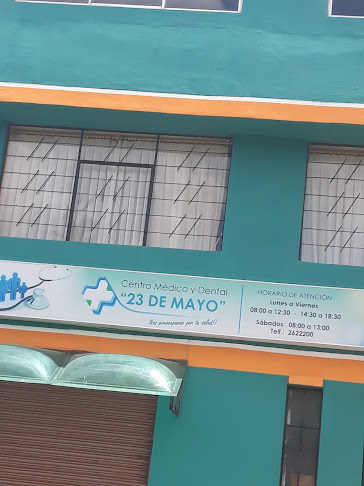 Centro Médico y Dental
"23 DE MAYO"
Nos preocupamos por tu salud!!
HORARIO DE ATENCIÓN
Lunes a Viernes
08:00 a 12:30 - 14:30 a 18:30
Sábados: 08:00 a 13:00
Telf.: 2622200